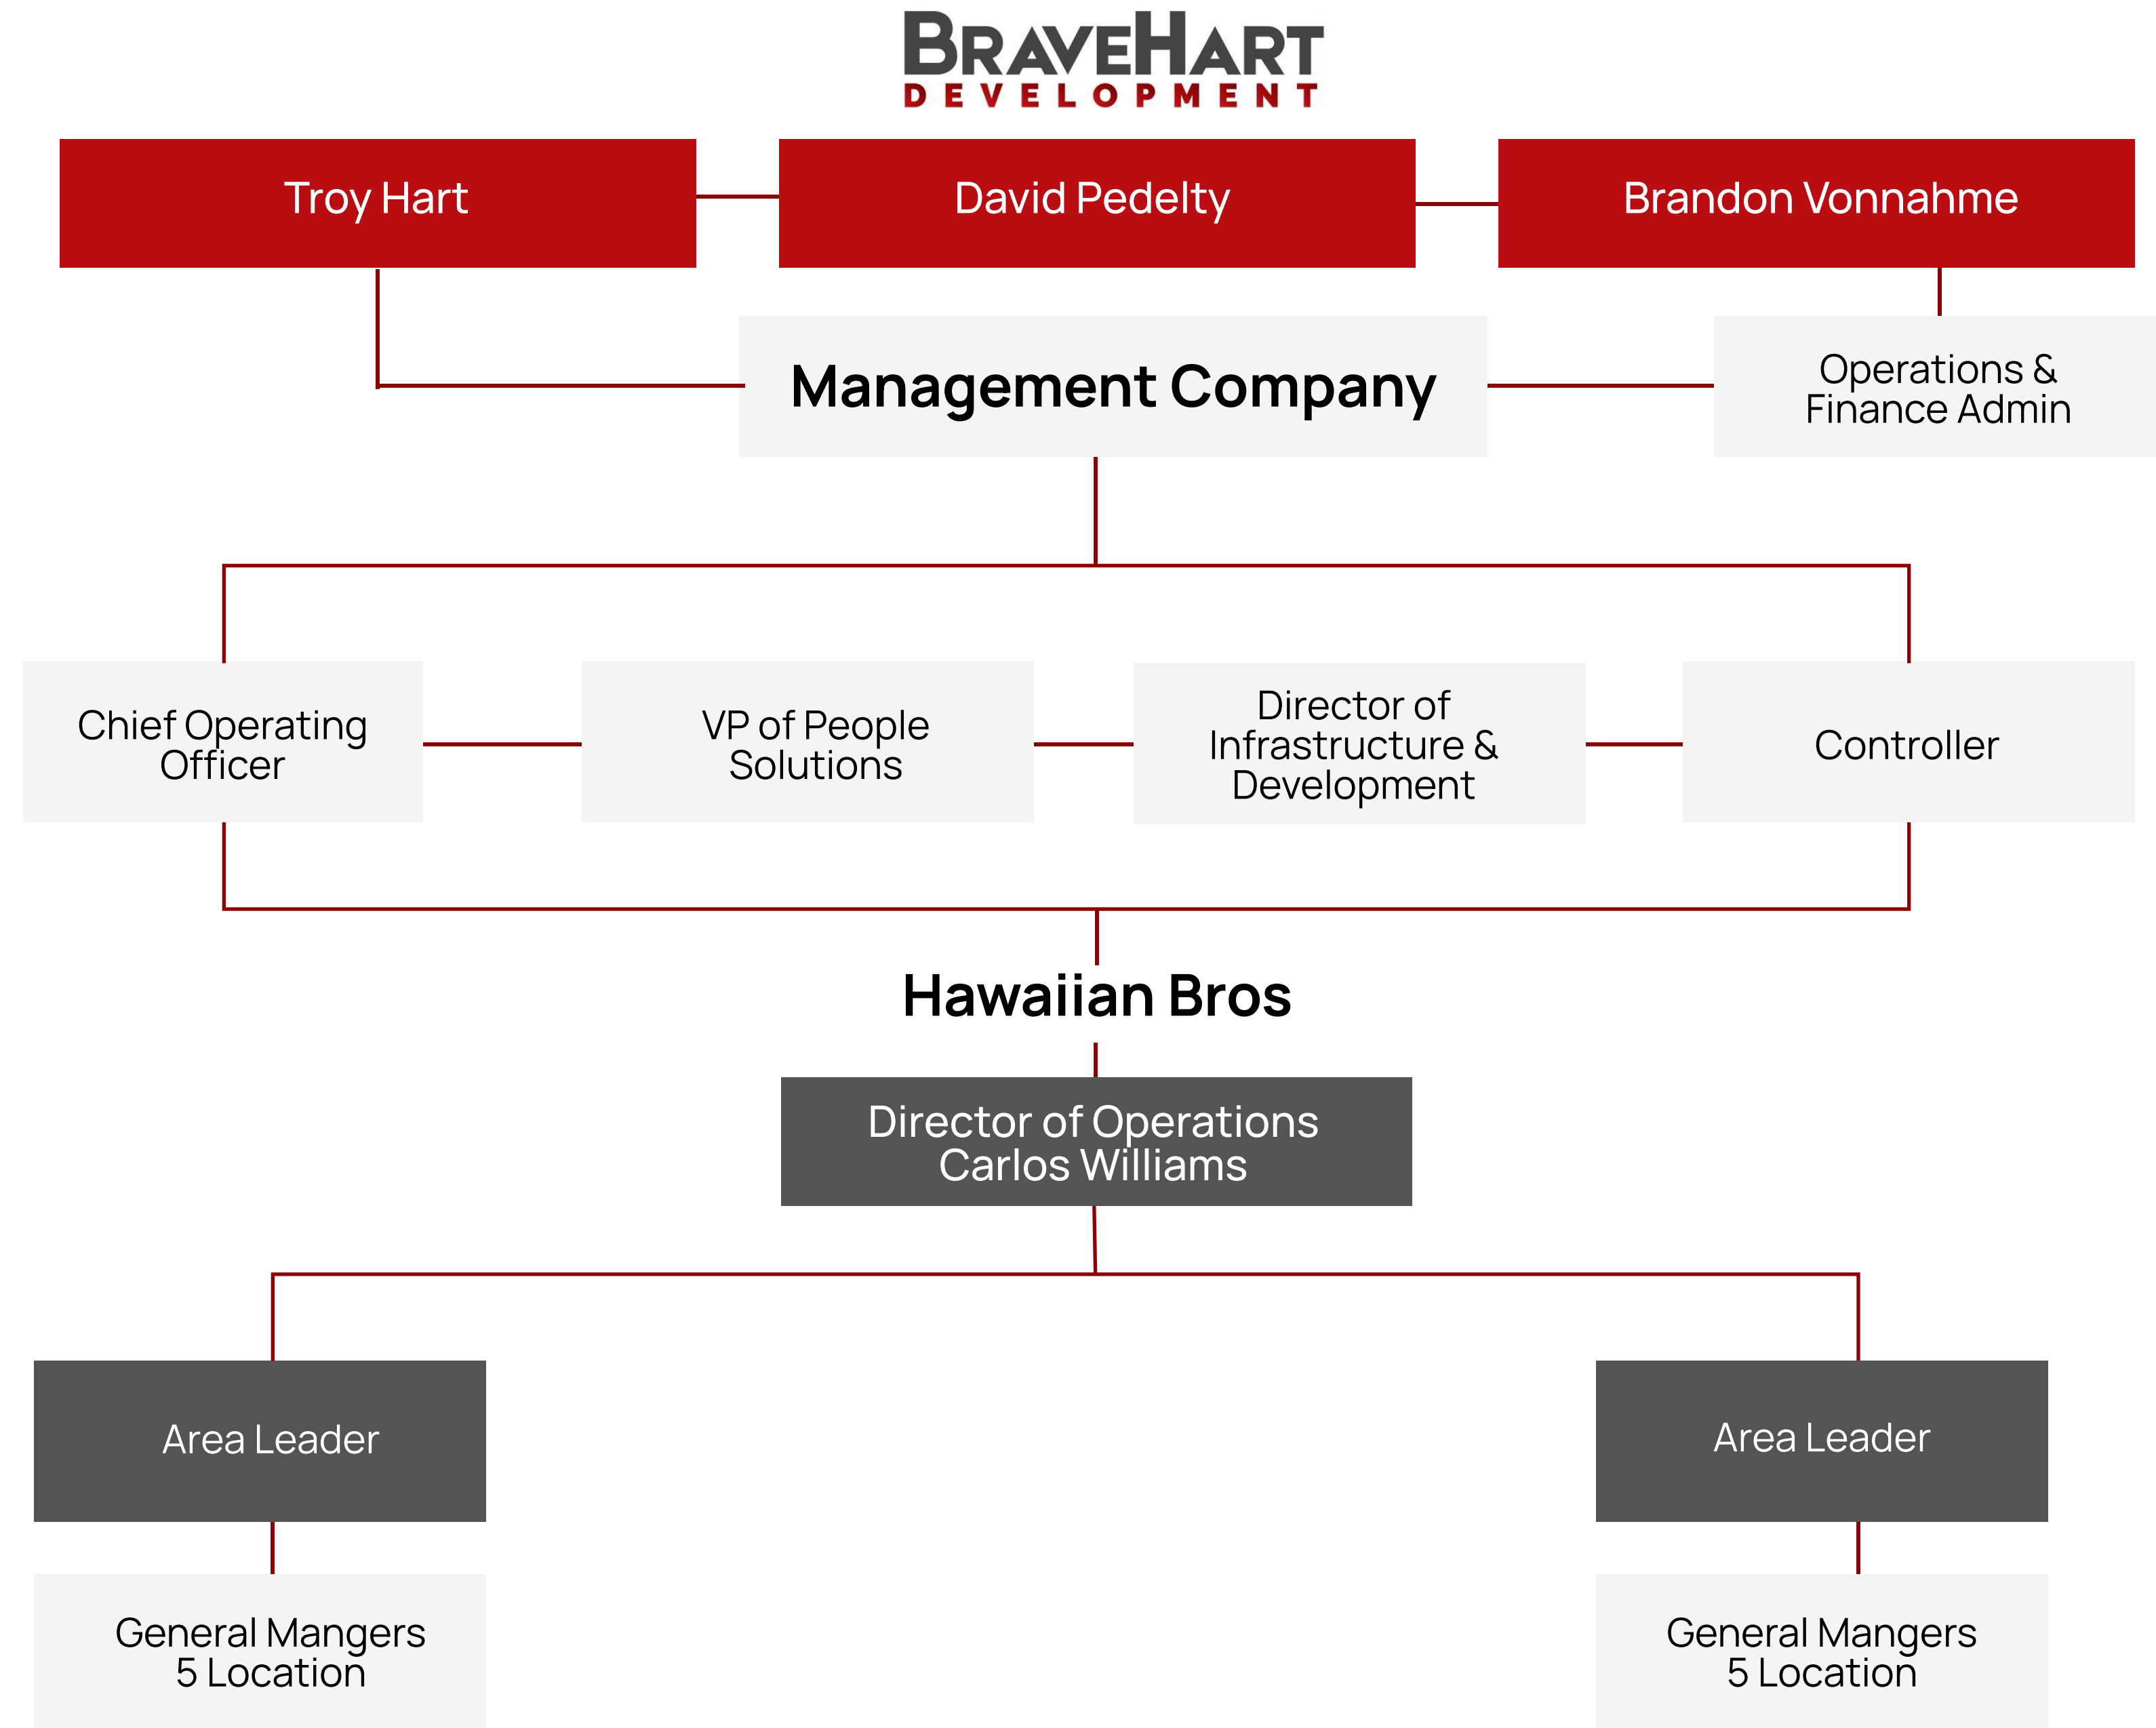 BRAVEHART
DEVELOPMENT
Troy Hart
David Pedelty
Brandon Vonnahme
Management Company
Operations &
Finance Admin
Chief Operating
Officer
VP of People
Solutions
Director of
Infrastructure &
Development
Controller
Hawaiian Bros
Director of Operations
Carlos Williams
Area Leader
Area Leader
General Mangers
5 Location
General Mangers
5 Location